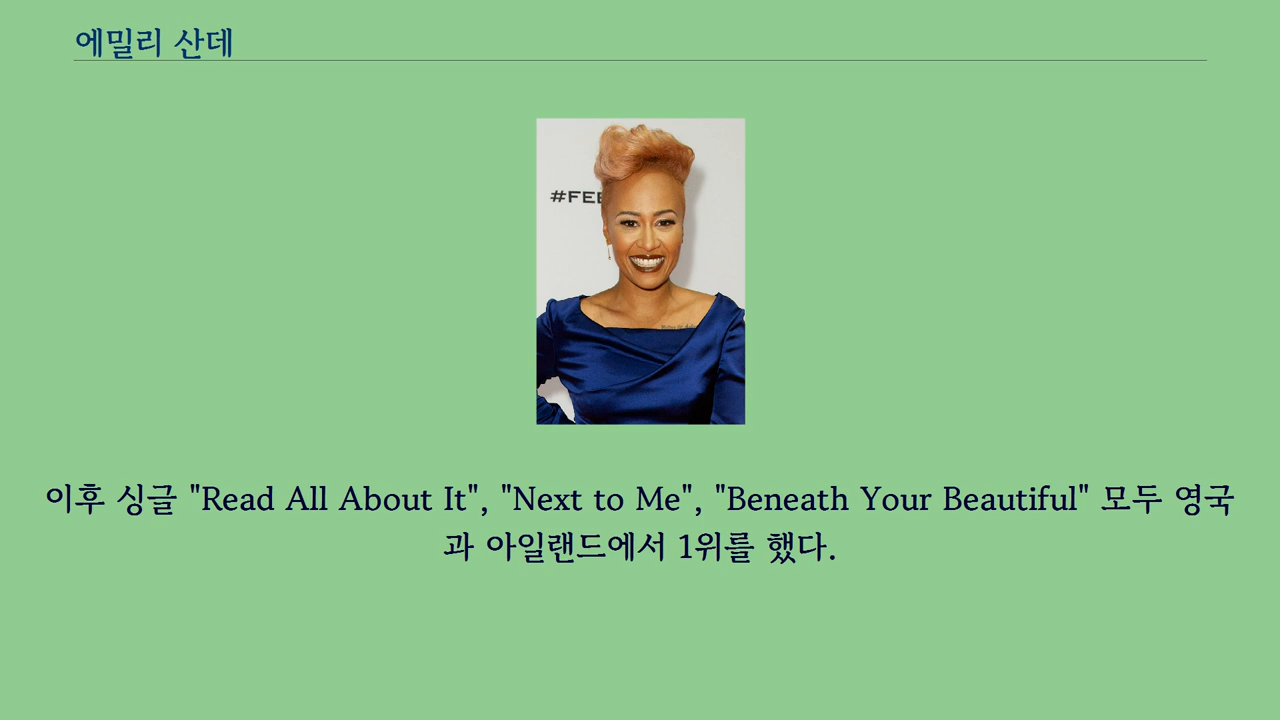 에밀리 산데
#FEE
이후 싱글 "Read All About It", "Next to Me", "Beneath Your Beautiful" 모두 영국
과 아일랜드에서 1위를 했다.